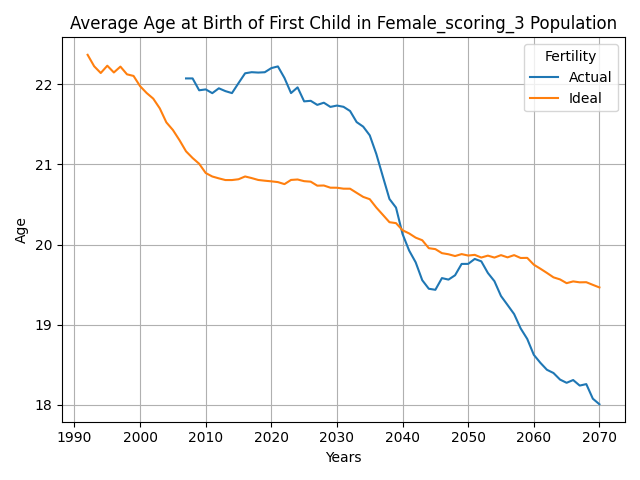 Average Age at Birth of First Child in Female_scoring_3 Population
Fertility
Actual
Ideal
Age
22
21
20
19
18
1990
2000
2010
2020
2030
2040
2050
2060
2070
Years